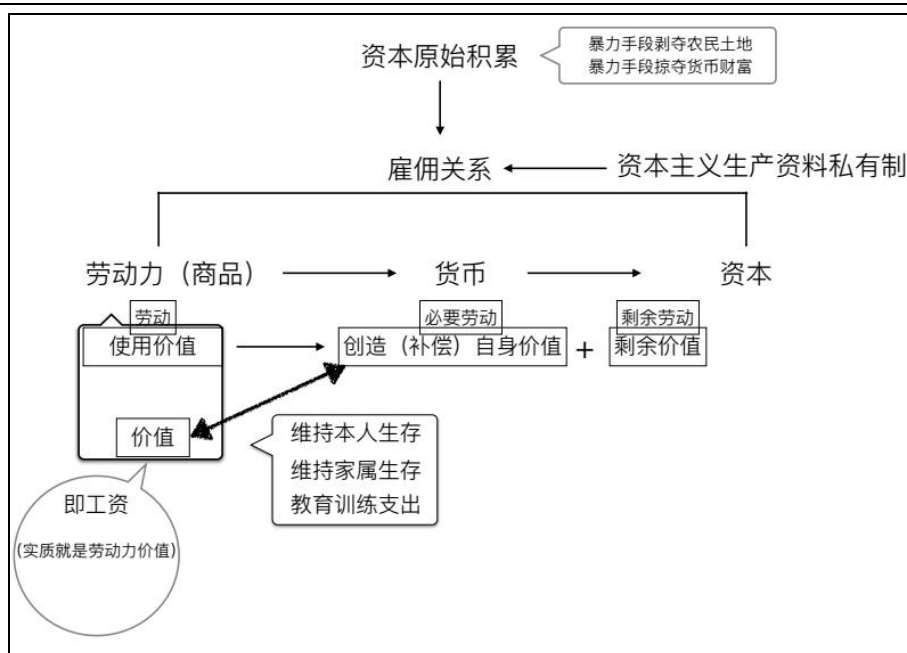 资本原始积累
暴力手段剥夺农民土地
暴力手段掠夺货币财富
雇佣关系
资本主义生产资料私有制
劳动力（商品）
货币
资本
劳动
必要劳动
剩余劳动
使用价值
创造（补偿）自身价值
+
剩余价值
价值
维持本人生存
维持家属生存
教育训练支出
即工资
(实质就是劳动力价值)